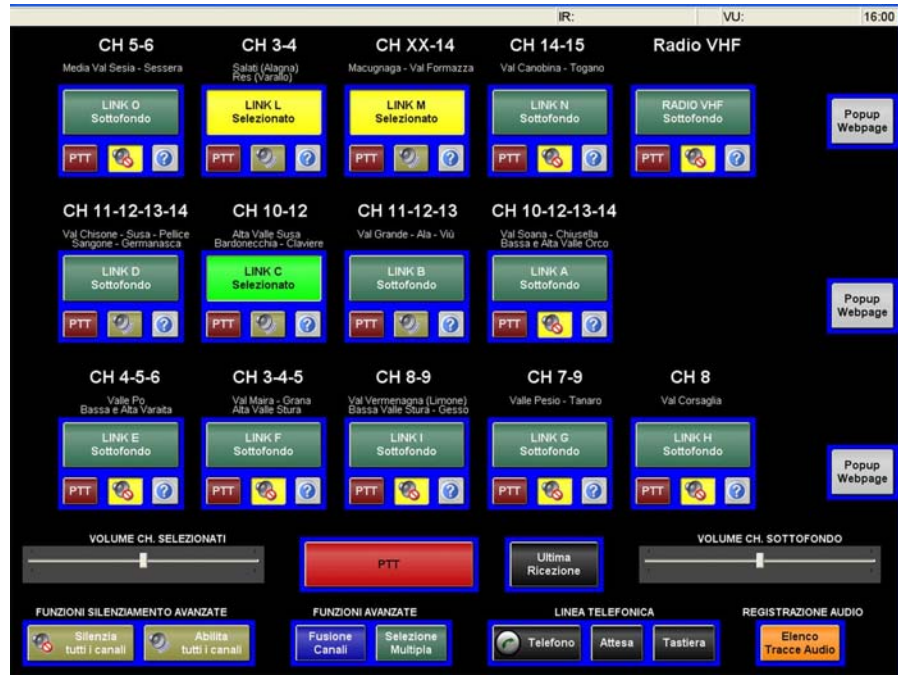 IR: VU: 16:00
CH 5-6 CH 3-4 CH XX-14 CH 14-15 Radio VHF
Media Val Sesia - Sessera Salati (Alagna) Macugnaga - Val Formazza Val Canobina - Togano
Res (Varallo)
LINK O LINK L LINK M LINK N RADIO VHF
Sottofondo Selezionato Selezionato Sottofondo Sottofondo
Popup
Webpage
PTT PTT PTT PTT PTT
CH 11-12-13-14 CH 10-12 CH 11-12-13 CH 10-12-13-14
Val Chisone - Susa - Pellice Alta Valle Susa Val Grande - Ala - Viù Val Soana - Chiusella
Sangone - Germanasca Bardonecchia - Claviere Bassa e Alta Valle Orco
LINK D LINK C LINK B LINK A
Sottofondo Selezionato Sottofondo Sottofondo
Popup
Webpage
PTT PTT PTT PTT
CH 4-5-6 CH 3-4-5 CH 8-9 CH 7-9 CH 8
Valle Po Val Maira - Grana Val Vermenagna (Limone) Valle Pesio - Tanaro Val Corsaglia
Bassa e Alta Varaita Alta Valle Stura Bassa Valle Stura - Gesso
LINK E LINK F LINK I LINK G LINK H
Sottofondo Sottofondo Sottofondo Sottofondo Sottofondo
Popup
Webpage
PTT PTT PTT PTT PTT
VOLUME CH. SELEZIONATI VOLUME CH. SOTTOFONDO
PTT
Ultima
Ricezione
FUNZIONI SILENZIAMENTO AVANZATE FUNZIONI AVANZATE LINEA TELEFONICA REGISTRAZIONE AUDIO
Silenzia Abilita Fusione Selezione Telefono Attesa Tastiera Elenco
tutti i canali tutti i canali Canali Multipla Tracce Audio